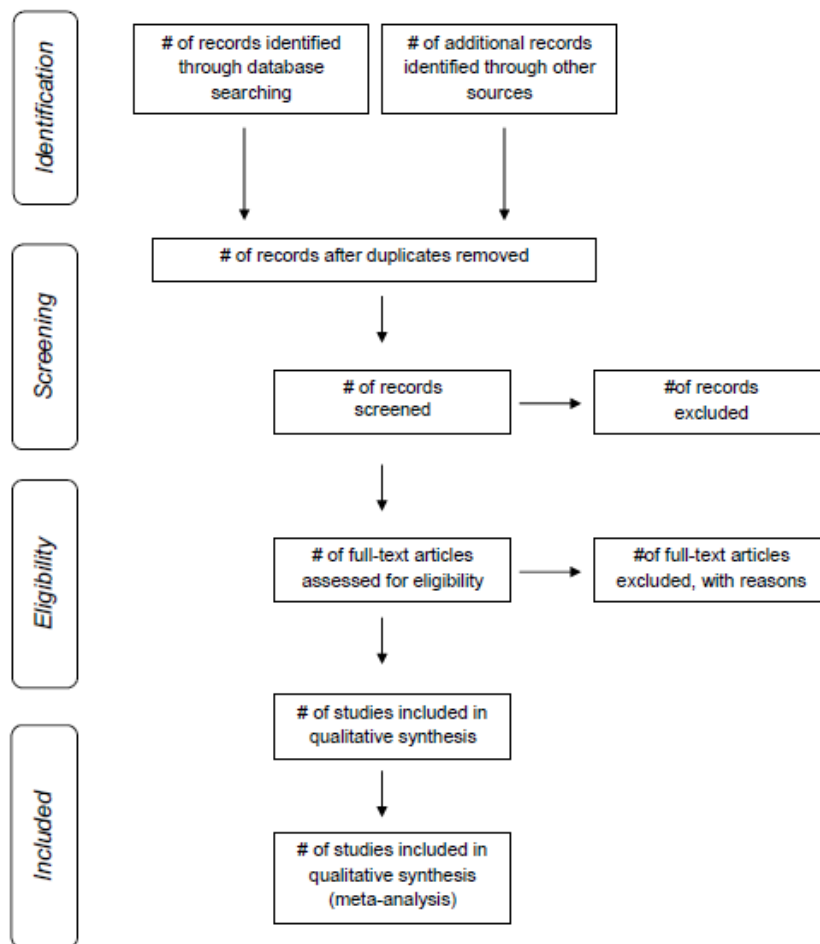 Identification
# of records identified
through database
searching
# of additional records
identified through other
sources
Screening
# of records after duplicates removed
# of records
screened
#of records
excluded
Eligibility
# of full-text articles
assessed for eligibility
#of full-text articles
excluded, with reasons
Included
# of studies included in
qualitative synthesis
# of studies included in
qualitative synthesis
(meta-analysis)